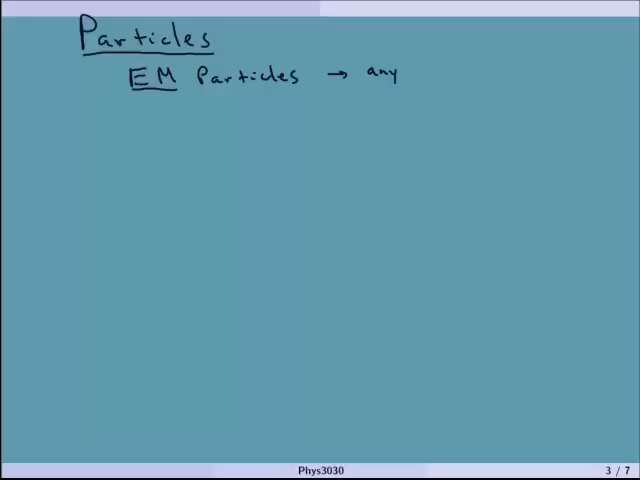 Particles
EM Particles → any
Phys3030
3 / 7